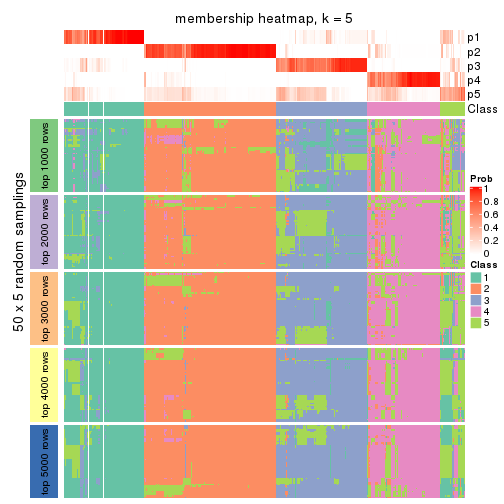 membership heatmap, k = 5
p1
p2
p3
p4
p5
Class
50 x 5 random samplings
top 1000 rows
top 2000 rows
top 3000 rows
top 4000 rows
top 5000 rows
Prob
1
0.8
0.6
0.4
0.2
0
Class
1
2
3
4
5